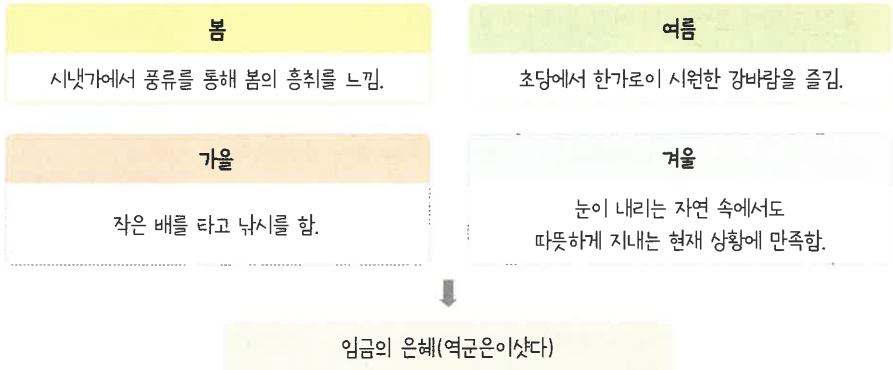 봄
시냇가에서 풍류를 통해 봄의 흥취를 느낌.
여름
초당에서 한가로이 시원한 강바람을 즐김.
가을
작은 배를 타고 낚시를 함.
겨울
눈이 내리는 자연 속에서도
따뜻하게 지내는 현재 상황에 만족함.
임금의 은혜(역군은이샷다)